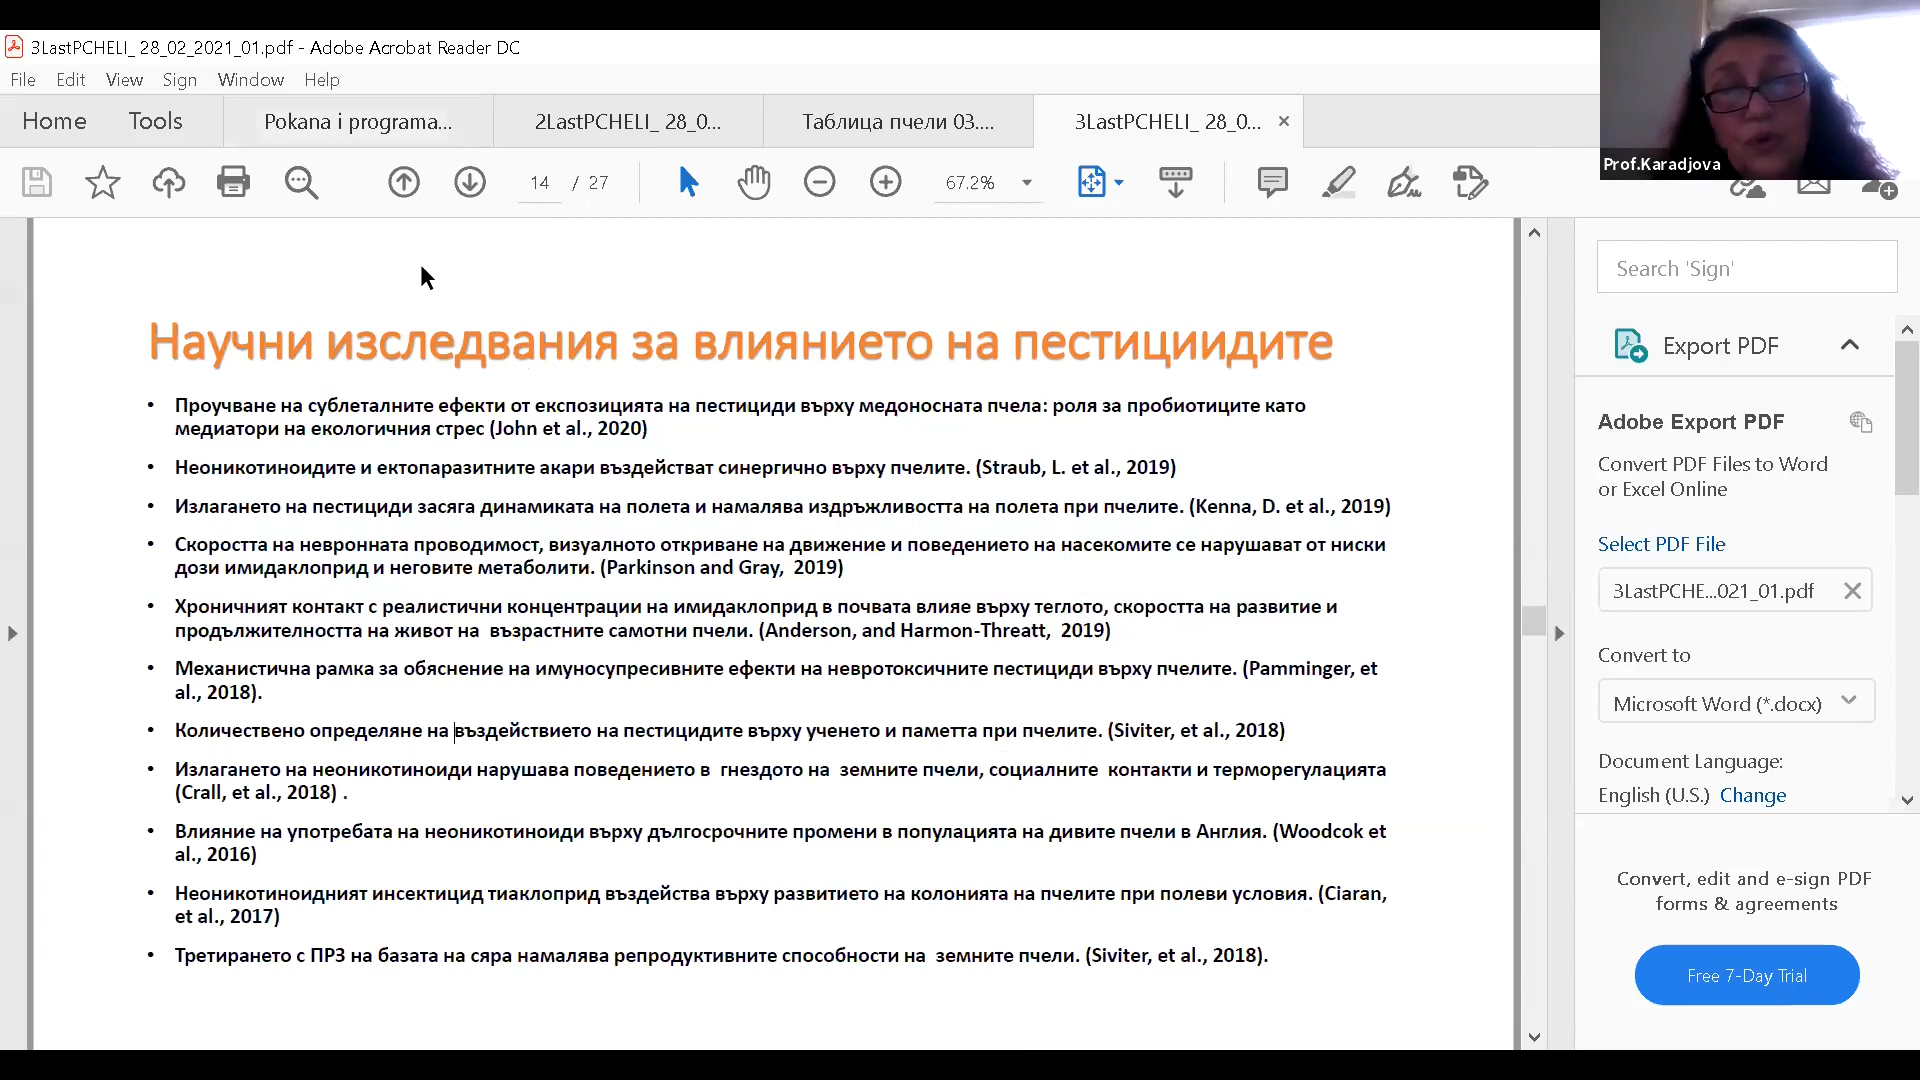 3LastPCHELI_ 28_02_2021_01.pdf - Adobe Acrobat Reader DC
File Edit View Sign Window Help
Prof.Karadjova
Home Tools Pokana i programa... 2LastPCHELI_ 28_0... Таблица пчели 03.... 3LastPCHELI_ 28_0...
14 / 27 67.2%
Научни изследвания за влиянието на пестициидите
• Проучване на сублеталните ефекти от експозицията на пестициди върху медоносната пчела: роля за пробиотиците като
медиатори на екологичния стрес (John et al., 2020)
• Неоникотиноидите и ектопаразитните акари въздействат синергично върху пчелите. (Straub, L. et al., 2019)
• Излагането на пестициди засяга динамиката на полета и намалява издръжливостта на полета при пчелите. (Kenna, D. et al., 2019)
• Скоростта на невронната проводимост, визуалното откриване на движение и поведението на насекомите се нарушават от ниски
дози имидаклоприд и неговите метаболити. (Parkinson and Gray, 2019)
• Хроничният контакт с реалистични концентрации на имидаклоприд в почвата влияе върху теглото, скоростта на развитие и
продължителността на живот на възрастните самотни пчели. (Anderson, and Harmon-Threatt, 2019)
• Механистична рамка за обяснение на имуносупресивните ефекти на невротоксичните пестициди върху пчелите. (Pamminger, et
al., 2018).
• Количествено определяне на въздействието на пестицидите върху ученето и паметта при пчелите. (Siviter, et al., 2018)
• Излагането на неоникотиноиди нарушава поведението в гнездото на земните пчели, социалните контакти и терморегулацията
(Crall, et al., 2018) .
• Влияние на употребата на неоникотиноиди върху дългосрочните промени в популацията на дивите пчели в Англия. (Woodcok et
al., 2016)
• Неоникотиноидният инсектицид тиаклоприд въздейства върху развитието на колонията на пчелите при полеви условия. (Ciaran,
et al., 2017)
• Третирането с ПРЗ на базата на сяра намалява репродуктивните способности на земните пчели. (Siviter, et al., 2018).
Search 'Sign'
Export PDF
Adobe Export PDF
Convert PDF Files to Word
or Excel Online
Select PDF File
3LastPCHE...021_01.pdf
Convert to
Microsoft Word (*.docx)
Document Language:
English (U.S.) Change
Convert, edit and e-sign PDF
forms & agreements
Free 7-Day Trial